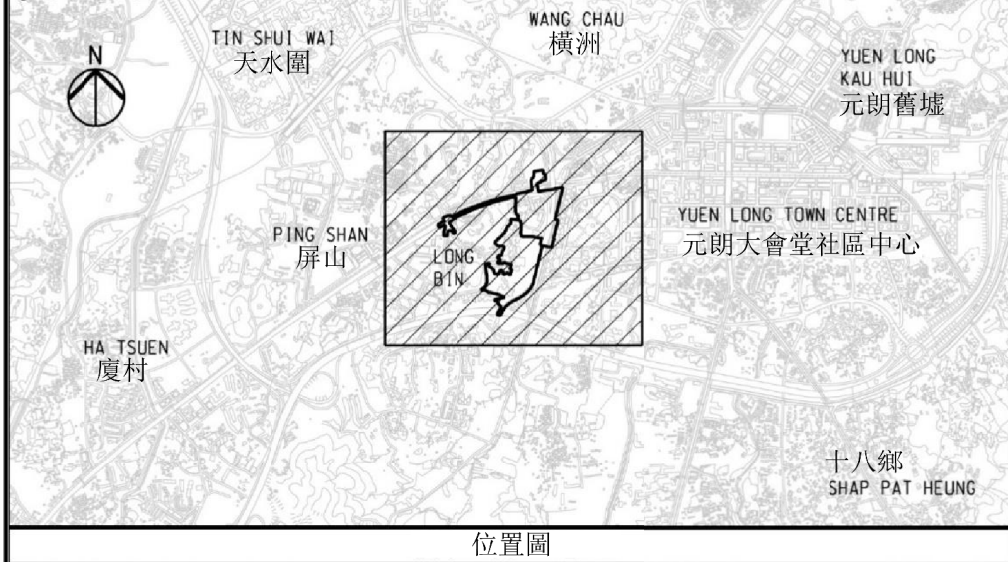 WANG CHAU
橫洲
TIN SHUI WAI
天水圍
N
YUEN LONG
KAU HUI
元朗舊墟
YUEN LONG TOWN CENTRE
元朗大會堂社區中心
PING SHAN
屏山
LONG
BIN
HA TSUEN
廈村
十八鄉
SHAP PAT HEUNG
位置圖